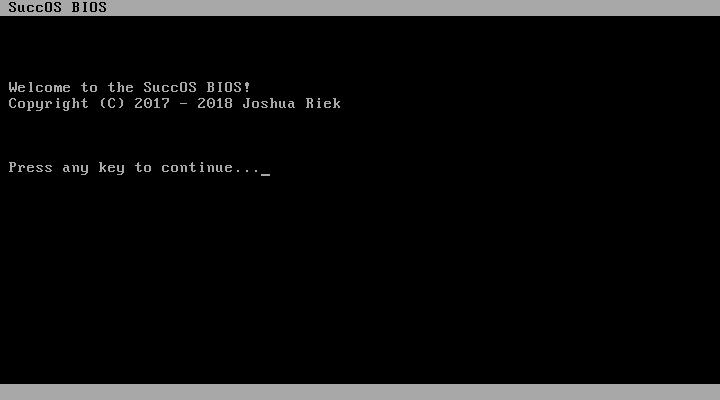 SuccOS BIOS
Welcome to the SuccOS BIOS!
Copyright (C) 2017 - 2018 Joshua Riek
Press any key to continue..._